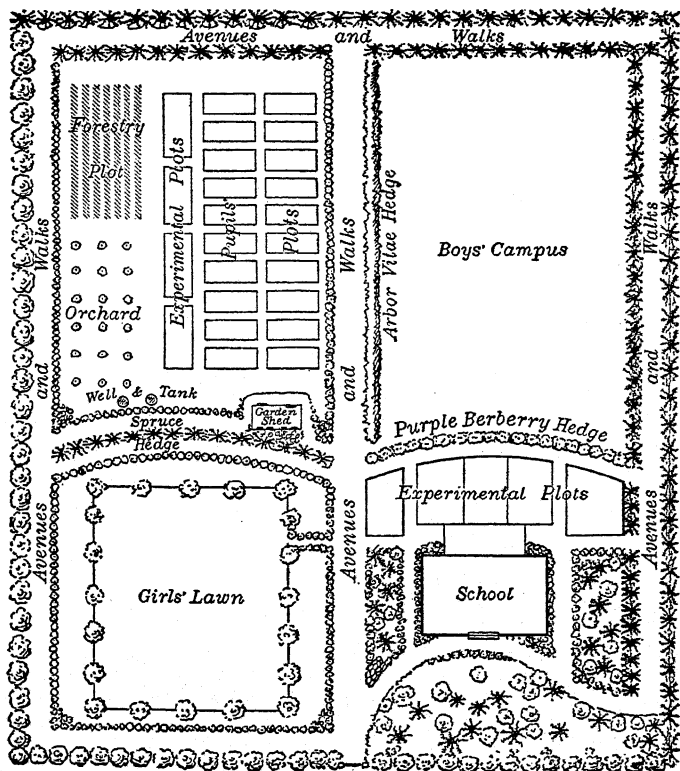 Avenues and Walks
Forestry
Plot
Experimental Plots
Pupils' Plots
Orchard
Well & Tank
Garden
Shed
Spruce
Hedge
Avenues and Walks
Avenues and Walks
Arbor Vitae Hedge
Boys' Campus
Avenues and Walks
Purple Berberry Hedge
Experimental Plots
Girls' Lawn
School